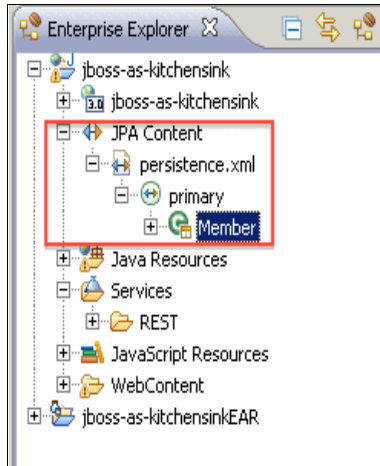 Enterprise Explorer
jboss-as-kitchensink
3.0 jboss-as-kitchensink
JPA Content
persistence.xml
primary
Member
Java Resources
Services
REST
JavaScript Resources
WebContent
jboss-as-kitchensinkEAR